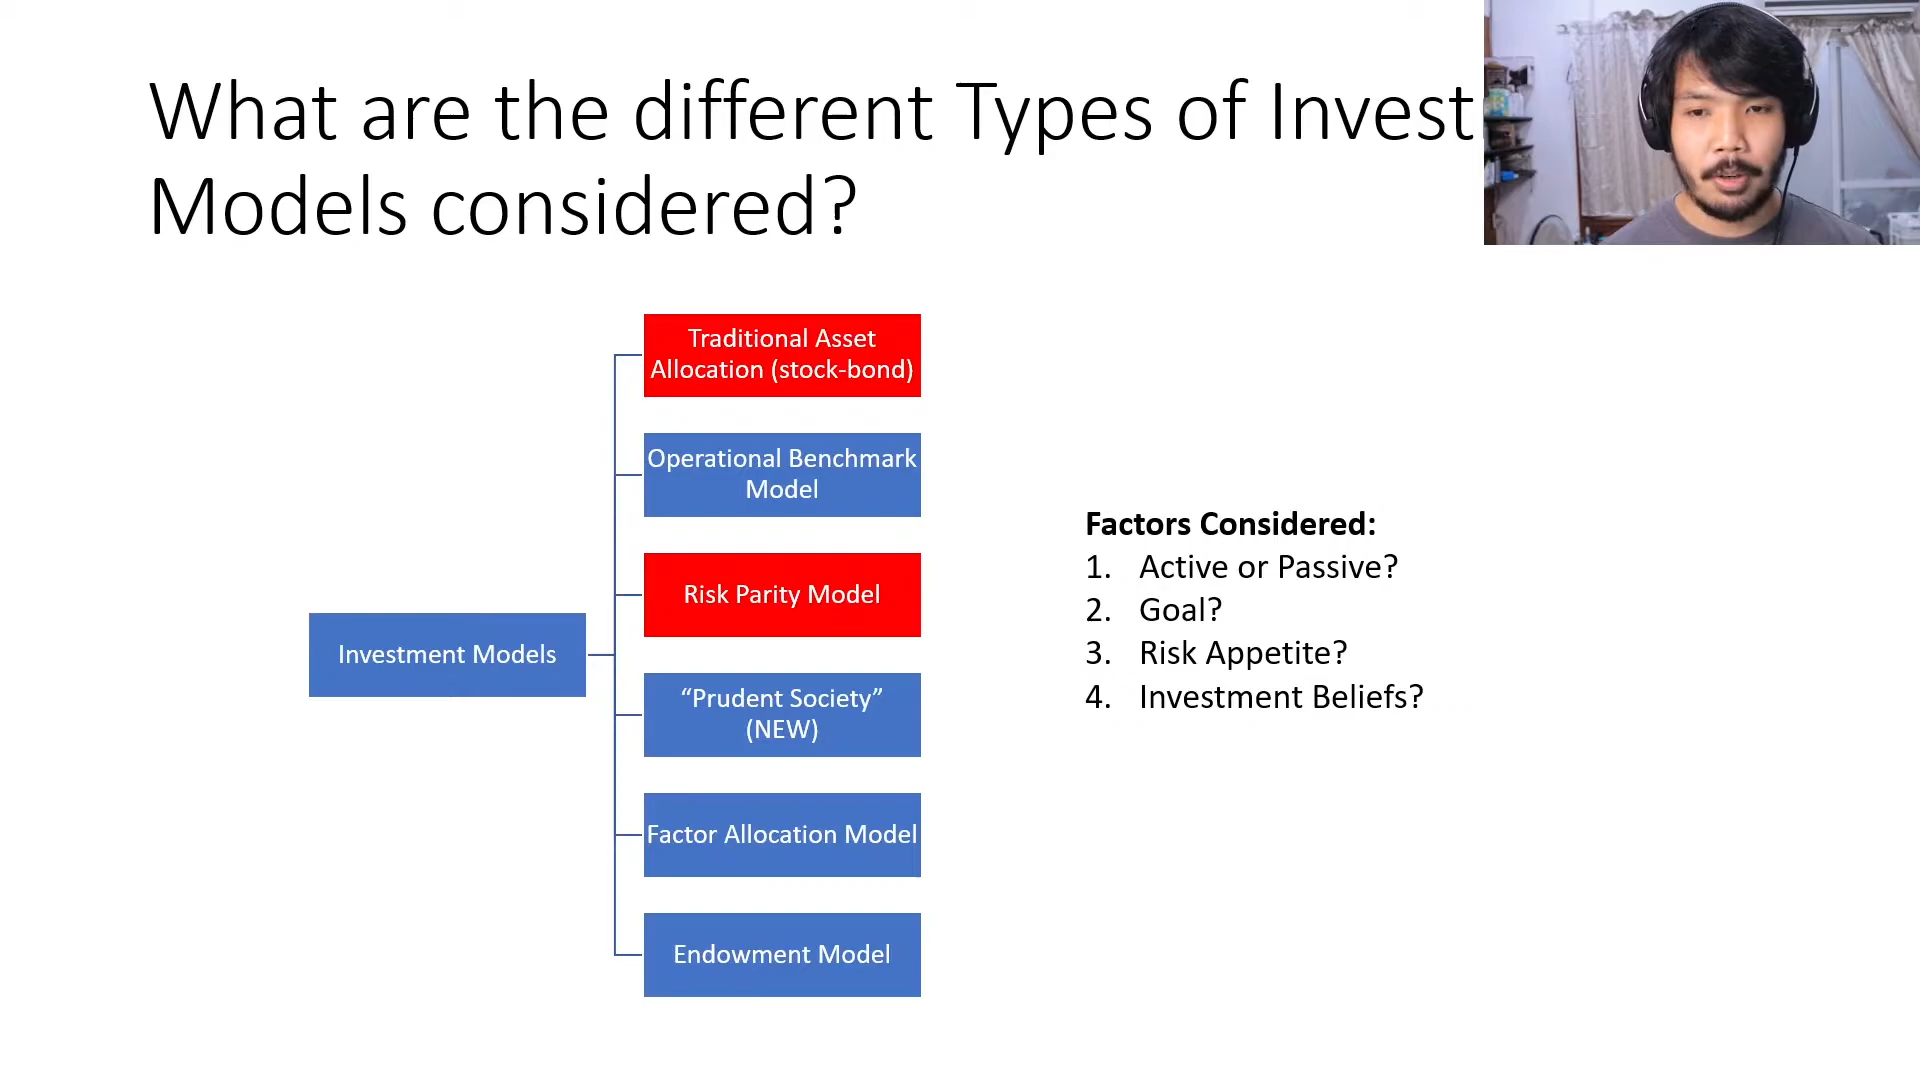 What are the different Types of Invest
Models considered?
Traditional Asset
Allocation (stock-bond)
Operational Benchmark
Model
Risk Parity Model
Investment Models
“Prudent Society”
(NEW)
Factor Allocation Model
Endowment Model
Factors Considered:
1. Active or Passive?
2. Goal?
3. Risk Appetite?
4. Investment Beliefs?